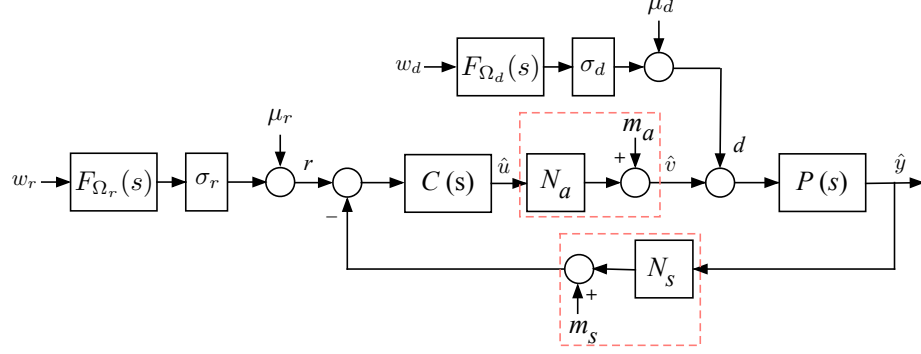 μ_d
w_d F_{Ω_d}(s) σ_d
m_a
μ_r
d
w_r F_{Ω_r}(s) σ_r r C(s) û N_a + v̂ P(s) ŷ
−
N_s
+
m_s